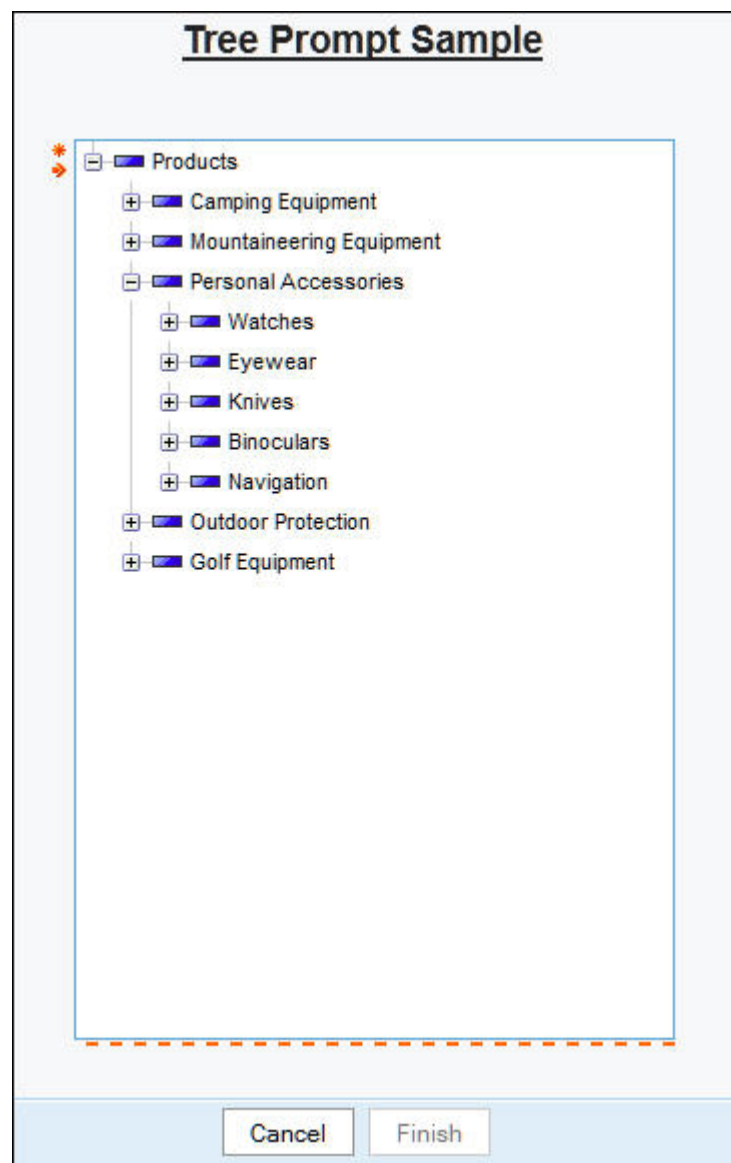 Tree Prompt Sample
Products
Camping Equipment
Mountaineering Equipment
Personal Accessories
Watches
Eyewear
Knives
Binoculars
Navigation
Outdoor Protection
Golf Equipment
Cancel Finish